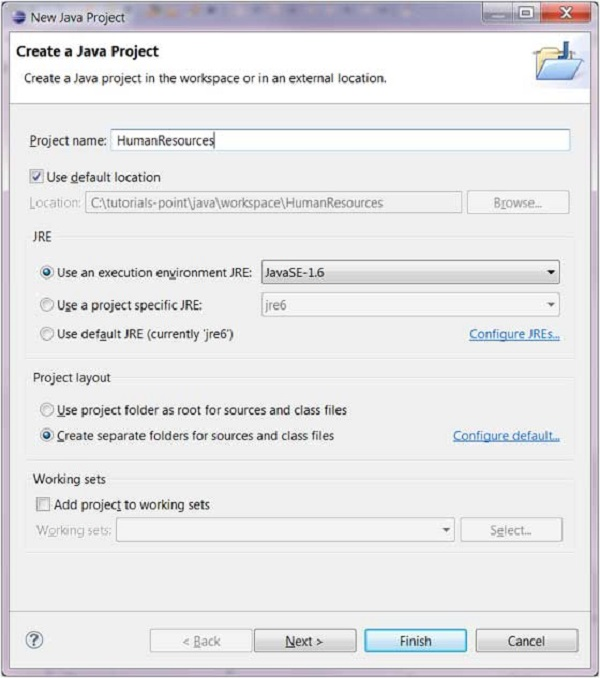 New Java Project
Create a Java Project
Create a Java project in the workspace or in an external location.
Project name: HumanResources
Use default location
Location: C:\tutorials-point\java\workspace\HumanResources Browse...
JRE
Use an execution environment JRE: JavaSE-1.6
Use a project specific JRE: jre6
Use default JRE (currently 'jre6') Configure JREs...
Project layout
Use project folder as root for sources and class files
Create separate folders for sources and class files Configure default...
Working sets
Add project to working sets
Working sets: Select...
? < Back Next > Finish Cancel